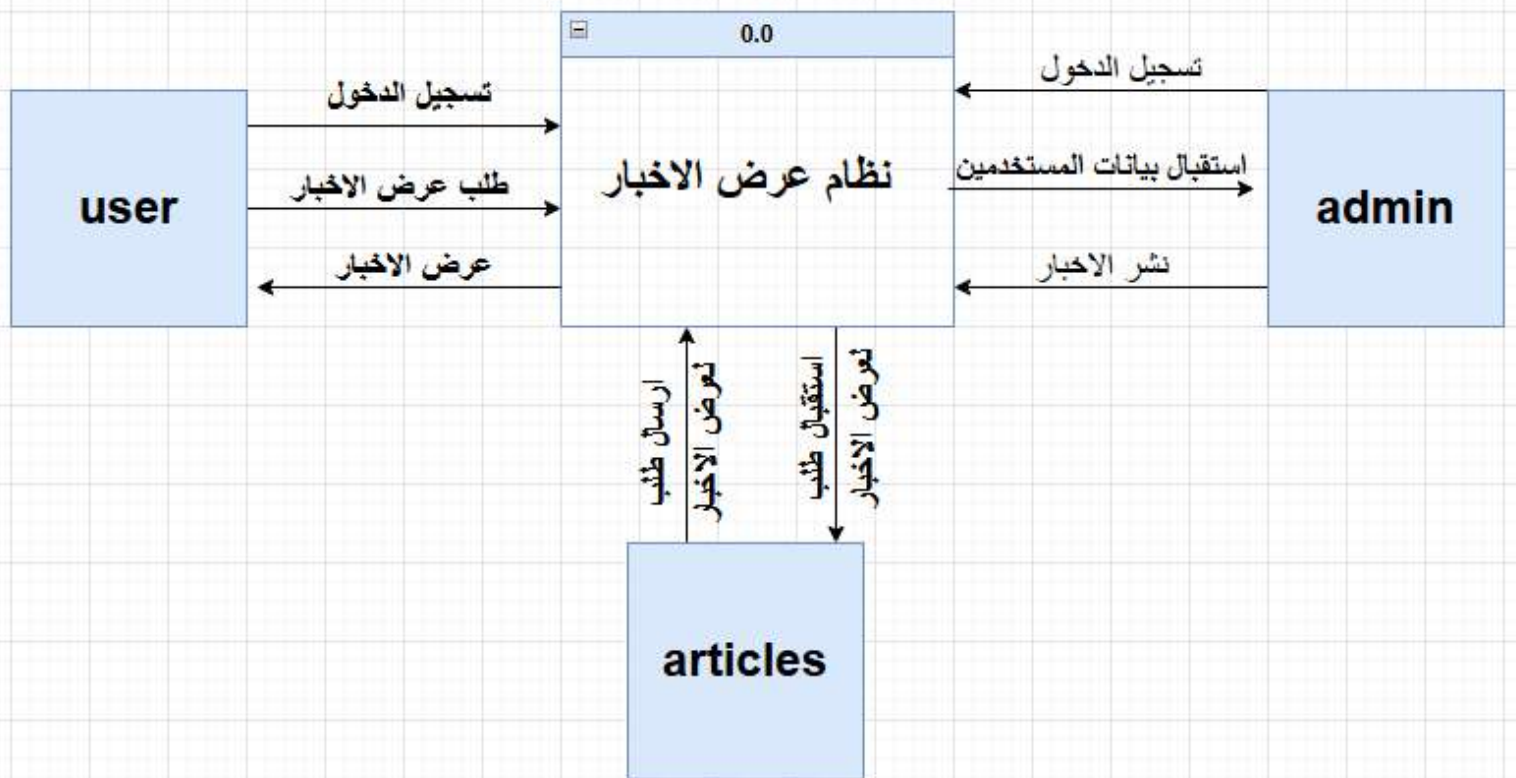 0.0
نظام عرض الاخبار
user
تسجيل الدخول
طلب عرض الاخبار
عرض الاخبار
admin
تسجيل الدخول
استقبال بيانات المستخدمين
نشر الاخبار
ارسال طلب
لعرض الاخبار
استقبال طلب
لعرض الاخبار
articles